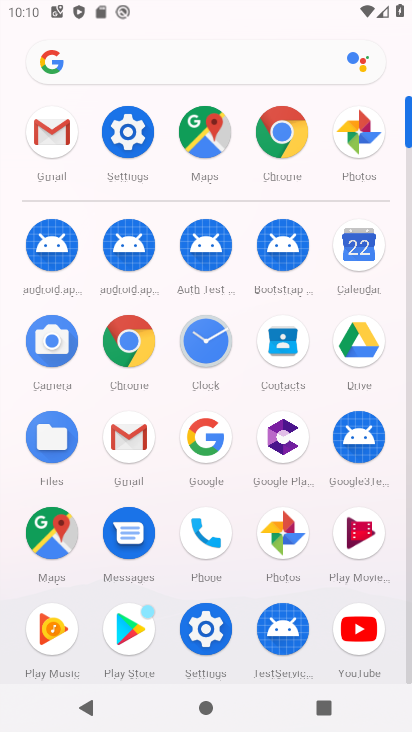 10:10
Gmail Settings Maps Chrome Photos
android.ap... android.ap... Auth Test ... Bootstrap ... Calendar
22
Camera Chrome Clock Contacts Drive
Files Gmail Google Google Pla... Google3Te...
Maps Messages Phone Photos Play Movie...
Play Music Play Store Settings TestServic... YouTube